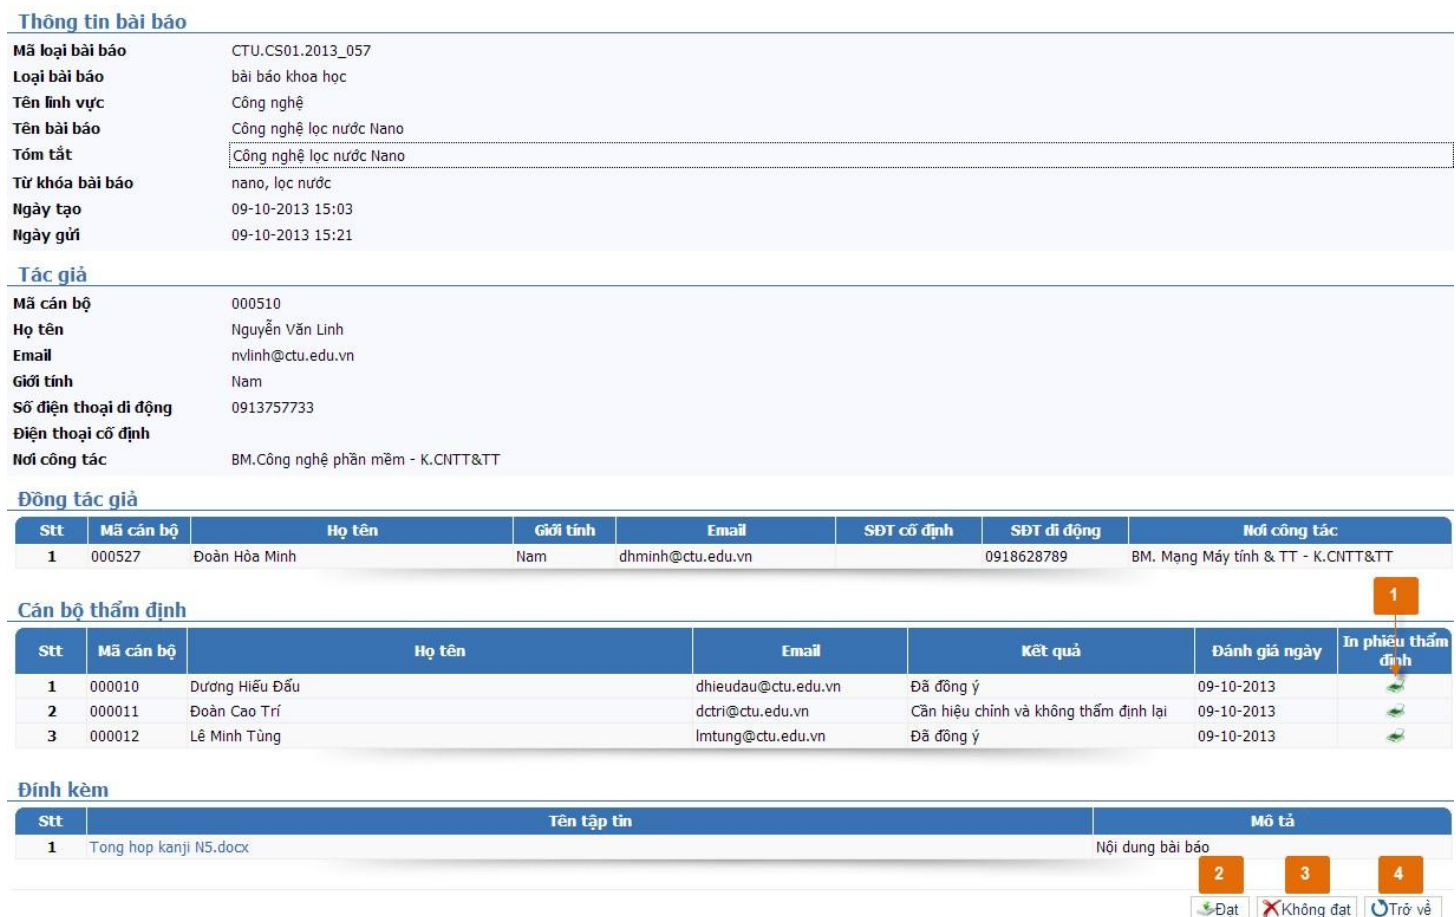 Thông tin bài báo
Mã loại bài báo CTU.CS01.2013_057
Loại bài báo bài báo khoa học
Tên lĩnh vực Công nghệ
Tên bài báo Công nghệ lọc nước Nano
Tóm tắt Công nghệ lọc nước Nano
Từ khóa bài báo nano, lọc nước
Ngày tạo 09-10-2013 15:03
Ngày gửi 09-10-2013 15:21
Tác giả
Mã cán bộ 000510
Họ tên Nguyễn Văn Linh
Email nvlinh@ctu.edu.vn
Giới tính Nam
Số điện thoại di động 0913757733
Điện thoại cố định
Nơi công tác BM.Công nghệ phần mềm - K.CNTT&TT
Đồng tác giả
Stt Mã cán bộ Họ tên Giới tính Email SĐT cố định SĐT di động Nơi công tác
1 000527 Đoàn Hòa Minh Nam dhminh@ctu.edu.vn 0918628789 BM. Mạng Máy tính & TT - K.CNTT&TT
1
Cán bộ thẩm định
Stt Mã cán bộ Họ tên Email Kết quả Đánh giá ngày In phiếu thẩm định
1 000010 Dương Hiếu Đẩu dhieudau@ctu.edu.vn Đã đồng ý 09-10-2013
2 000011 Đoàn Cao Trí dctri@ctu.edu.vn Cần hiệu chỉnh và không thẩm định lại 09-10-2013
3 000012 Lê Minh Tùng lmtung@ctu.edu.vn Đã đồng ý 09-10-2013
Đính kèm
Stt Tên tập tin Mô tả
1 Tong hop kanji N5.docx Nội dung bài báo
2 3 4
Đạt Không đạt Trở về